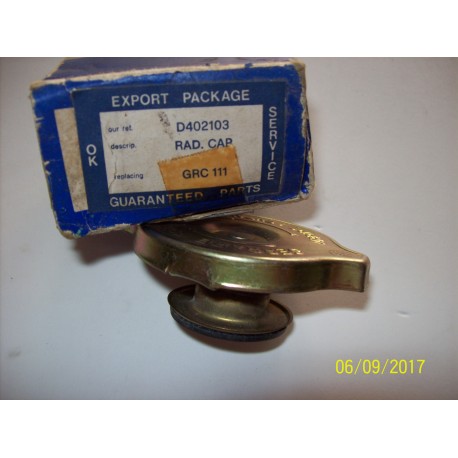 EXPORT PACKAGE
our ref. D402103
descrip. RAD. CAP
replacing GRC 111
GUARANTEED PARTS
OK
SERVICE
06/09/2017